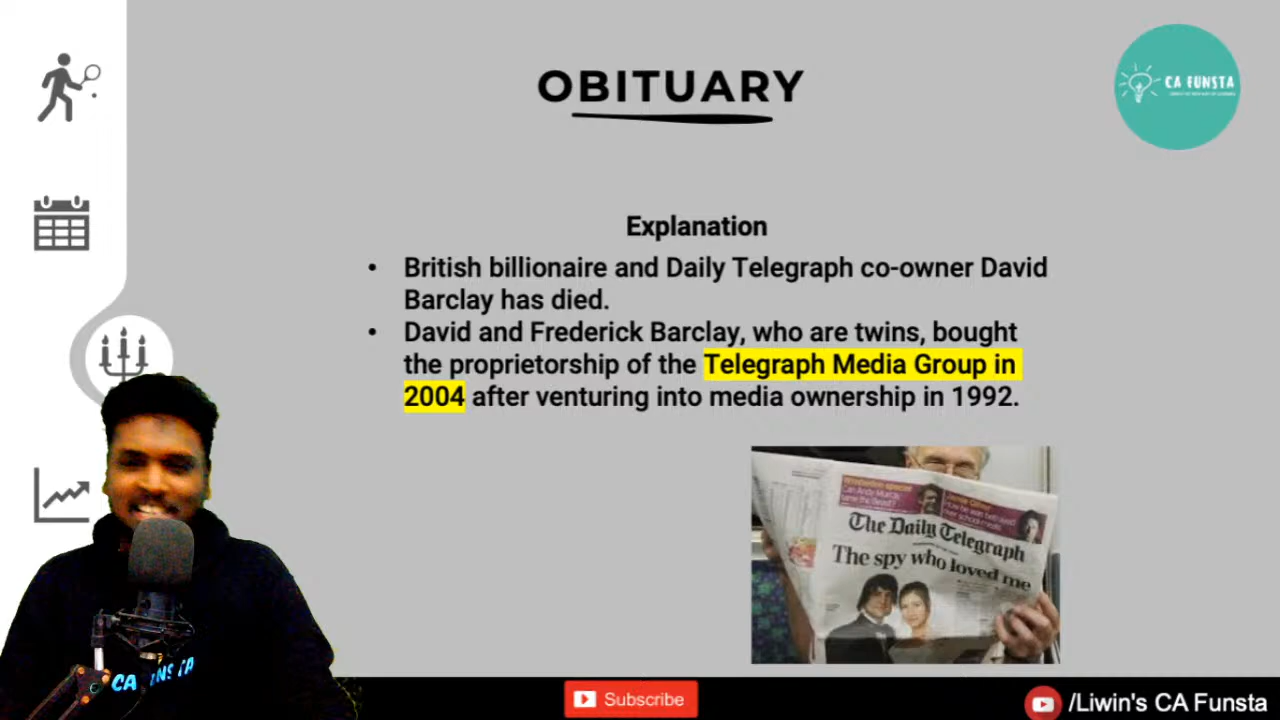 OBITUARY
CA FUNSTA
Explanation
• British billionaire and Daily Telegraph co-owner David
Barclay has died.
• David and Frederick Barclay, who are twins, bought
the proprietorship of the Telegraph Media Group in
2004 after venturing into media ownership in 1992.
The Daily Telegraph
The spy who loved me
CA
Subscribe
/Liwin's CA Funsta